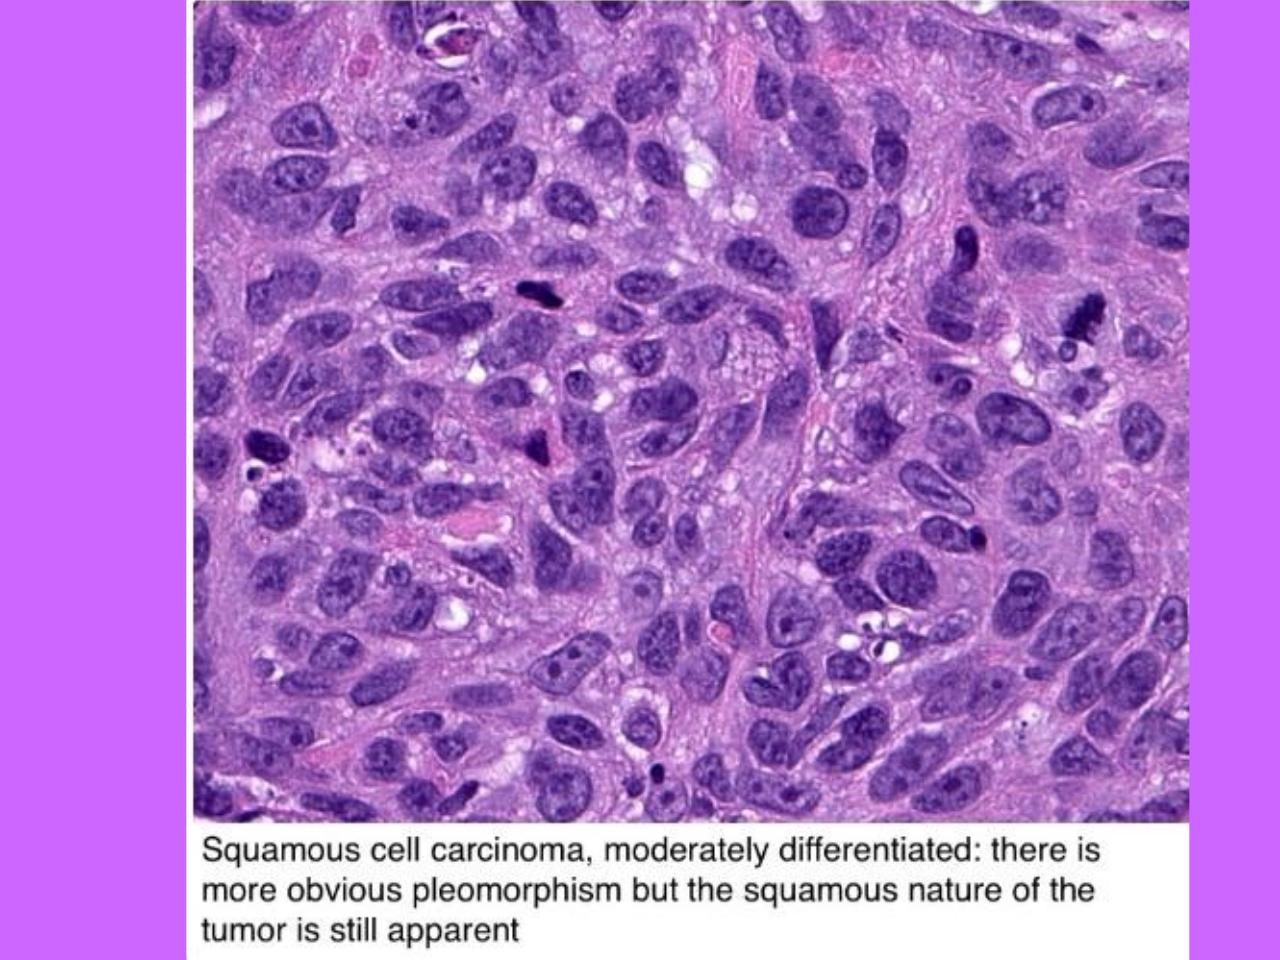 Squamous cell carcinoma, moderately differentiated: there is
more obvious pleomorphism but the squamous nature of the
tumor is still apparent